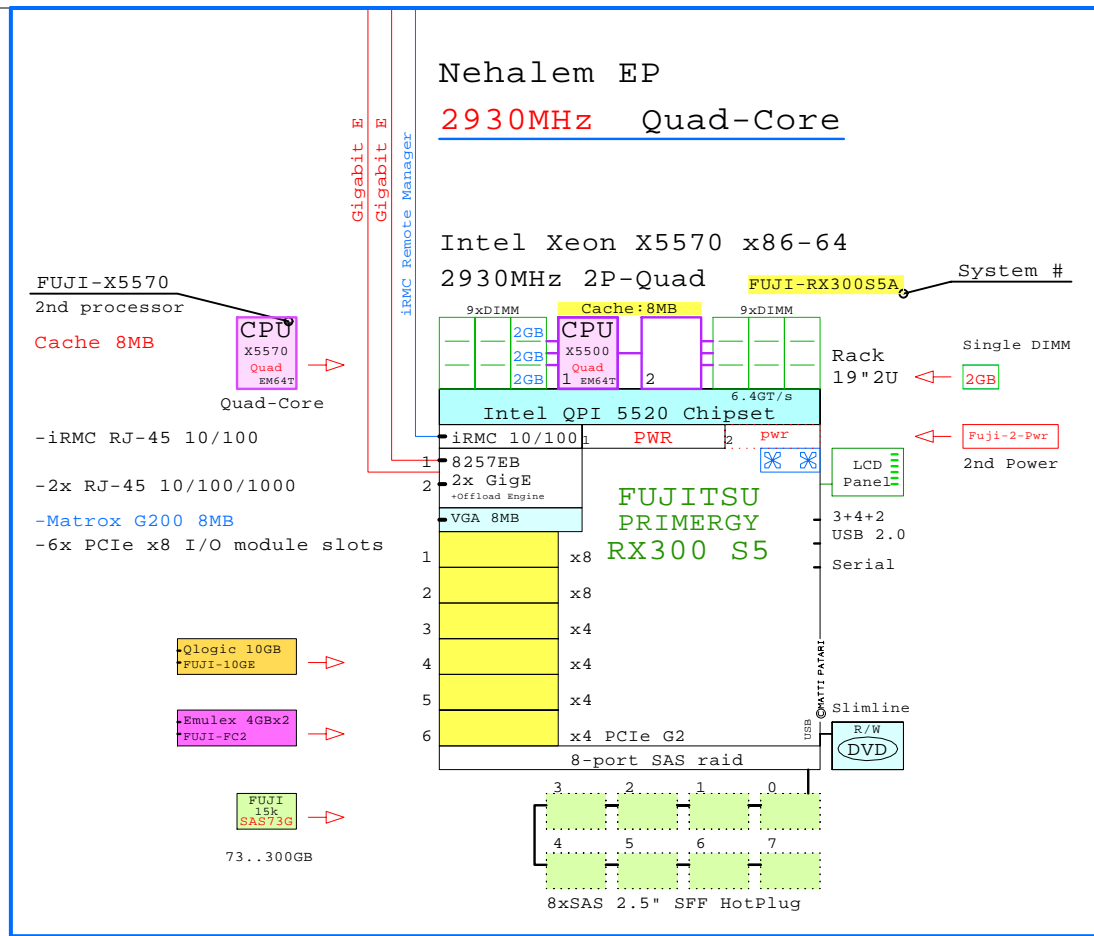 Nehalem EP
2930MHz Quad-Core
Gigabit E
Gigabit E
iRMC Remote Manager
Intel Xeon X5570 x86-64
2930MHz 2P-Quad
FUJI-RX300S5A
System #
FUJI-X5570
2nd processor
Cache 8MB
CPU
X5570
Quad
EM64T
Quad-Core
9xDIMM
Cache:8MB
9xDIMM
2GB
2GB
2GB
CPU
X5500
Quad
1 EM64T
2
6.4GT/s
Rack
19"2U
Single DIMM
2GB
Intel QPI 5520 Chipset
-iRMC RJ-45 10/100
iRMC 10/100
1 PWR
2 pwr
Fuji-2-Pwr
2nd Power
1 8257EB
2x GigE
2
+Offload Engine
LCD
Panel
-2x RJ-45 10/100/1000
-Matrox G200 8MB
-6x PCIe x8 I/O module slots
VGA 8MB
FUJITSU
PRIMERGY
RX300 S5
3+4+2
USB 2.0
Serial
1 x8
2 x8
3 x4
4 x4
5 x4
6 x4 PCIe G2
Qlogic 10GB
FUJI-10GE
Emulex 4GBx2
FUJI-FC2
©MATTI PATARI
USB
Slimline
R/W
DVD
8-port SAS raid
FUJI
15k
SAS73G
73..300GB
3 2 1 0
4 5 6 7
8xSAS 2.5" SFF HotPlug